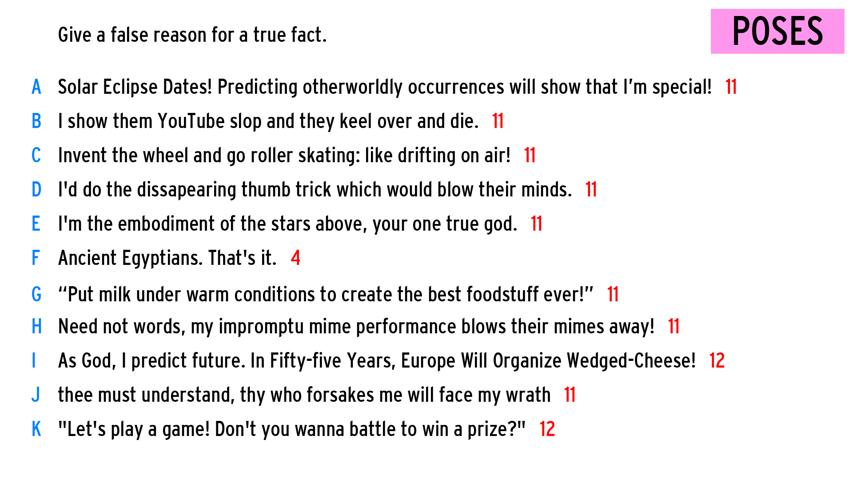 Give a false reason for a true fact.
POSES
A Solar Eclipse Dates! Predicting otherworldly occurrences will show that I'm special! 11
B I show them YouTube slop and they keel over and die. 11
C Invent the wheel and go roller skating: like drifting on air! 11
D I'd do the dissapearing thumb trick which would blow their minds. 11
E I'm the embodiment of the stars above, your one true god. 11
F Ancient Egyptians. That's it. 4
G “Put milk under warm conditions to create the best foodstuff ever!” 11
H Need not words, my impromptu mime performance blows their mimes away! 11
I As God, I predict future. In Fifty-five Years, Europe Will Organize Wedged-Cheese! 12
J thee must understand, thy who forsakes me will face my wrath 11
K "Let's play a game! Don't you wanna battle to win a prize?" 12